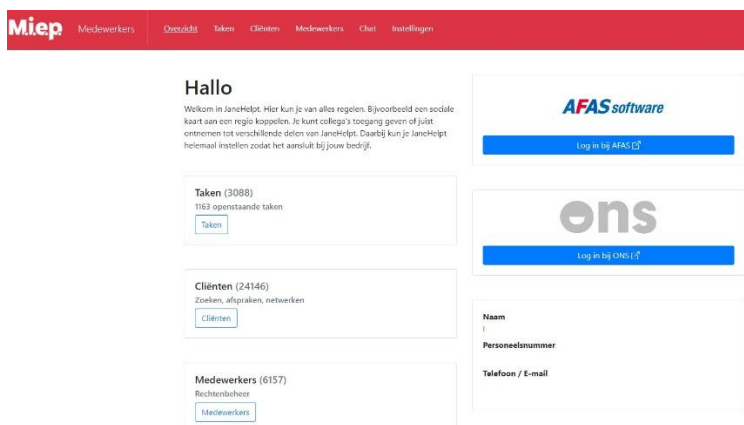 M.i.e.p. Medewerkers Overzicht Taken Cliënten Medewerkers Chat Instellingen
Hallo
Welkom in JaneHelpt. Hier kun je van alles regelen. Bijvoorbeeld een sociale
kaart aan een regio koppelen. Je kunt collega's toegang geven of juist
ontnemen tot verschillende delen van JaneHelpt. Daarbij kun je JaneHelpt
helemaal instellen zodat het aansluit bij jouw bedrijf.
Taken (3088)
1163 openstaande taken
Taken
Cliënten (24146)
Zoeken, afspraken, netwerken
Cliënten
Medewerkers (6157)
Rechtenbeheer
Medewerkers
AFAS software
Log in bij AFAS
ons
Log in bij ONS
Naam
Personeelsnummer
Telefoon / E-mail